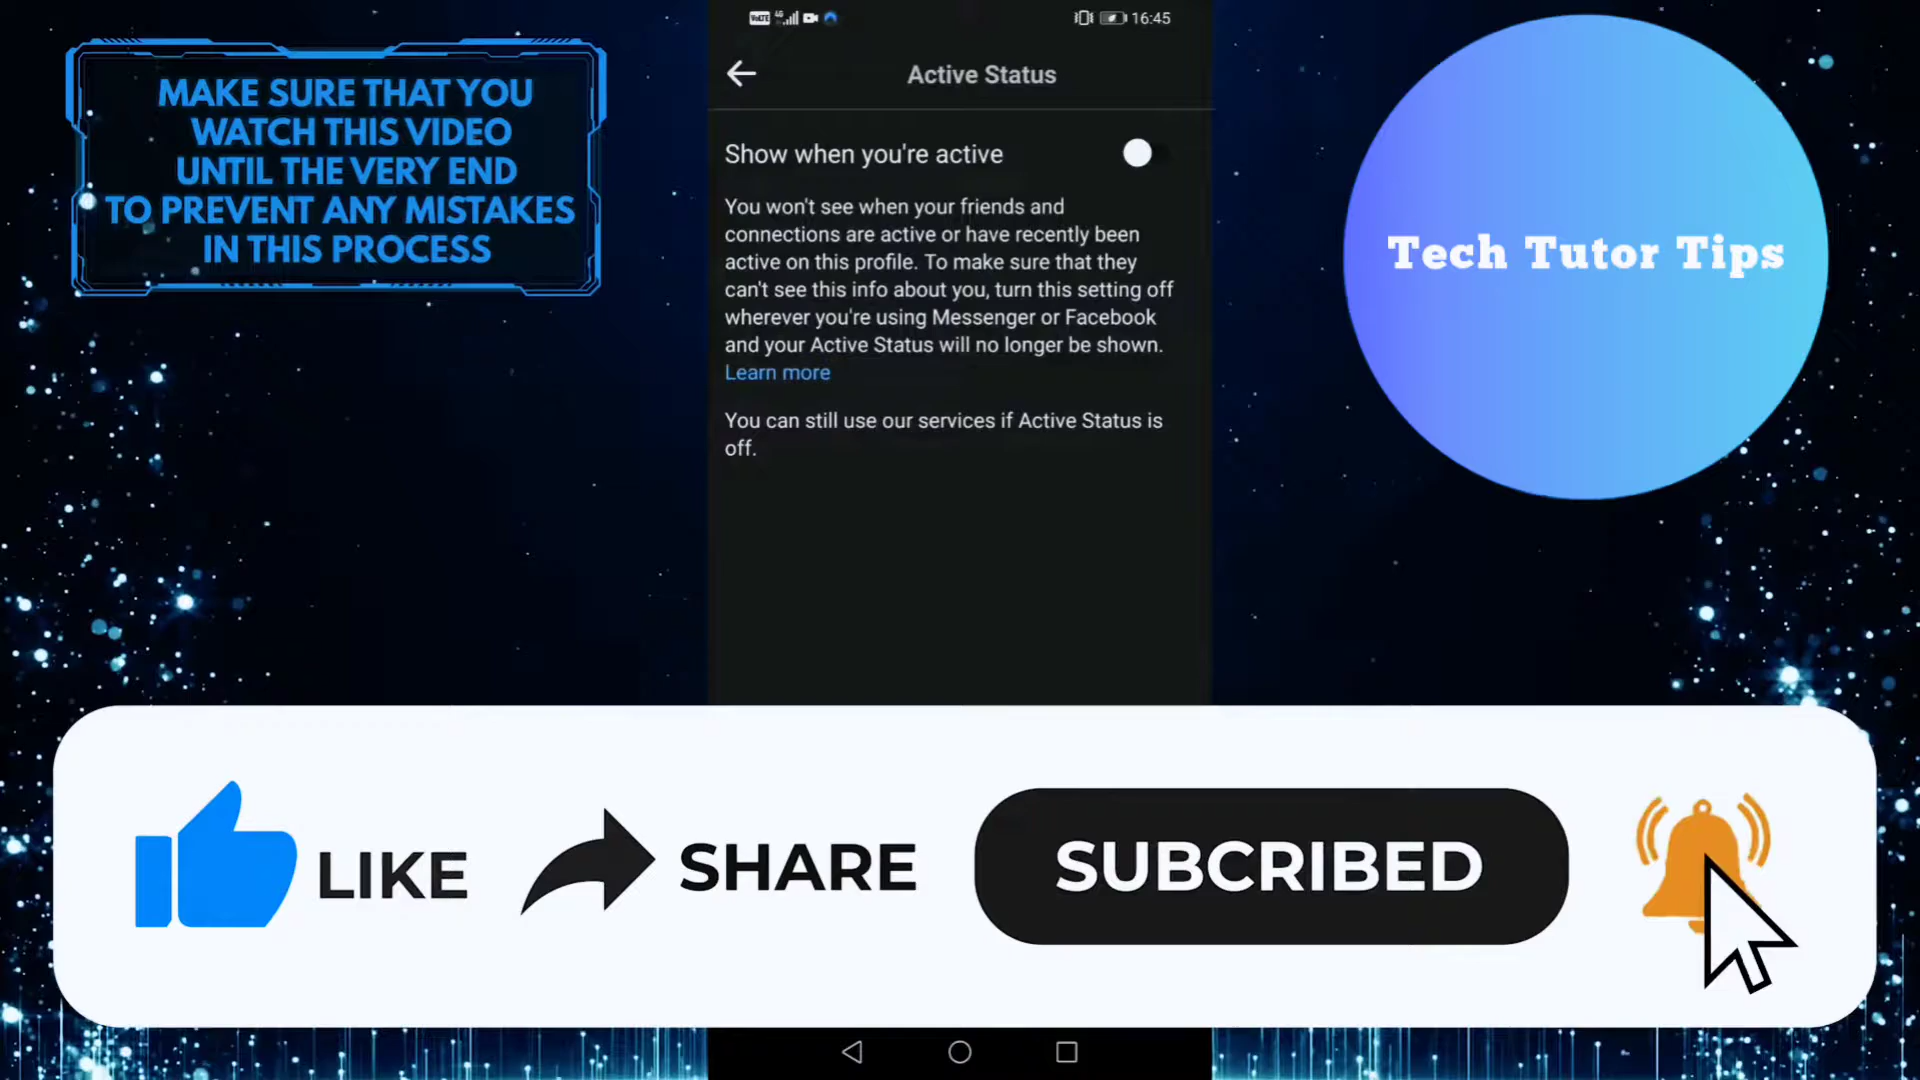 MAKE SURE THAT YOU
WATCH THIS VIDEO
UNTIL THE VERY END
TO PREVENT ANY MISTAKES
IN THIS PROCESS
VoLTE 4G 16:45
Active Status
Show when you're active
You won't see when your friends and
connections are active or have recently been
active on this profile. To make sure that they
can't see this info about you, turn this setting off
wherever you're using Messenger or Facebook
and your Active Status will no longer be shown.
Learn more
You can still use our services if Active Status is
off.
Tech Tutor Tips
LIKE
SHARE
SUBCRIBED